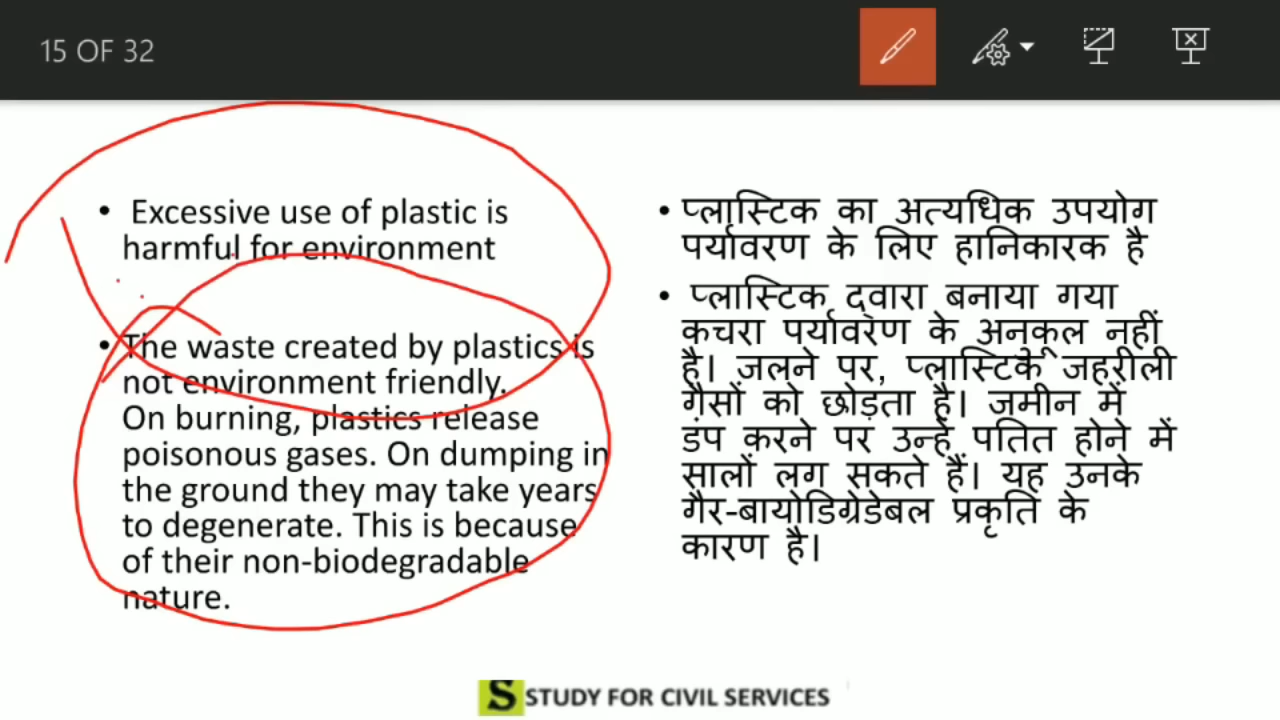 15 OF 32
• Excessive use of plastic is
harmful for environment
• The waste created by plastics is
not environment friendly.
On burning, plastics release
poisonous gases. On dumping in
the ground they may take years
to degenerate. This is because
of their non-biodegradable
nature.
• प्लास्टिक का अत्यधिक उपयोग
पर्यावरण के लिए हानिकारक है
• प्लास्टिक द्वारा बनाया गया
कचरा पर्यावरण के अनुकूल नहीं
है। जलने पर, प्लास्टिक जहरीली
गैसों को छोड़ता है। जमीन में
डंप करने पर उन्हें पतित होने में
सालों लग सकते हैं। यह उनके
गैर-बायोडिग्रेडेबल प्रकृति के
कारण है।
S STUDY FOR CIVIL SERVICES